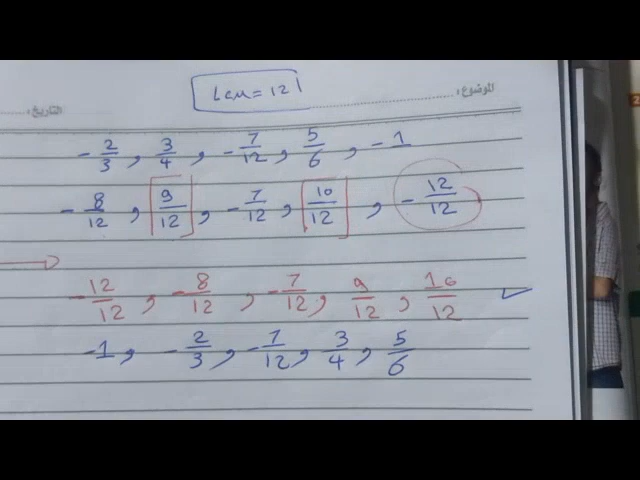 Lcm = 12
الموضوع:
التاريخ:
-2/3 , 3/4 , -7/12 , 5/6 , -1
-8/12 , 9/12 , -7/12 , 10/12 , -12/12
-12/12 , -8/12 , -7/12 , 9/12 , 10/12
-1 , -2/3 , -7/12 , 3/4 , 5/6
2